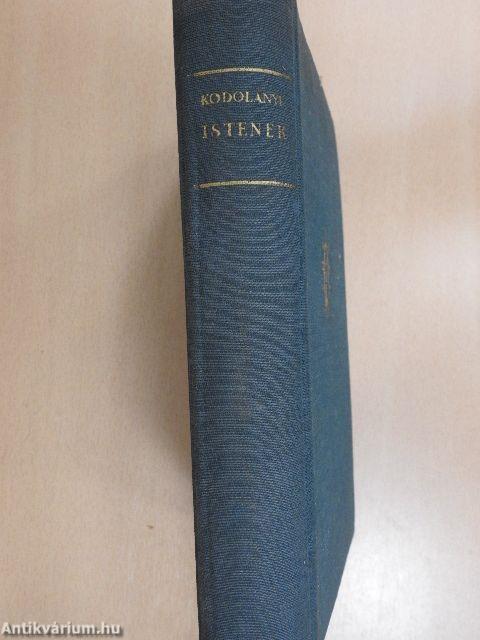 KODOLÁNYI
ISTENEK
Antikvárium.hu